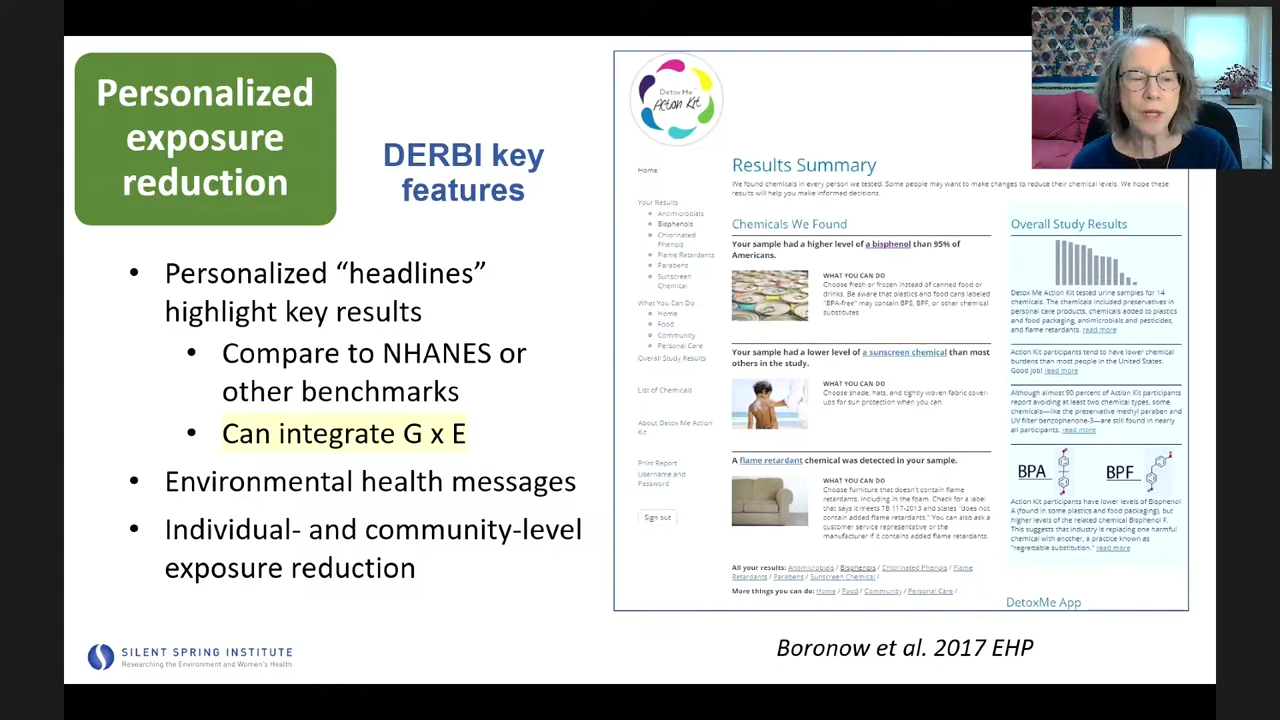 Personalized
exposure
reduction
DERBI key
features
• Personalized “headlines”
highlight key results
• Compare to NHANES or
other benchmarks
• Can integrate G x E
• Environmental health messages
• Individual- and community-level
exposure reduction
SILENT SPRING INSTITUTE
Researching the Environment and Women's Health
Detox Me
Action Kit
Home
Your Results
Antimicrobials
Bisphenols
Chlorinated
Phenols
Flame Retardants
Parabens
Sunscreen
Chemical
What You Can Do
Home
Food
Community
Personal Care
Overall Study Results
List of Chemicals
About Detox Me Action
Kit
Print Report
Username and
Password
Sign out
Results Summary
We found chemicals in every person we tested. Some people may want to make changes to reduce their chemical levels. We hope these
results will help you make informed decisions.
Chemicals We Found
Your sample had a higher level of a bisphenol than 95% of
Americans.
WHAT YOU CAN DO
Choose fresh or frozen instead of canned food or
drinks. Be aware that plastics and food cans labeled
"BPA-free" may contain BPS, BPF, or other chemical
substitutes
Your sample had a lower level of a sunscreen chemical than most
others in the study.
WHAT YOU CAN DO
Choose shade, hats, and tightly woven fabric cover-
ups for sun protection when you can
A flame retardant chemical was detected in your sample.
WHAT YOU CAN DO
Choose furniture that doesn't contain flame
retardants, including in the foam. Check for a label
that says it meets TB 117-2013 and states "does not
contain added flame retardants." You can also ask a
customer service representative or the
manufacturer if it contains added flame retardants.
All your results: Antimicrobials / Bisphenols / Chlorinated Phenols / Flame
Retardants / Parabens / Sunscreen Chemical /
More things you can do: Home / Food / Community / Personal Care /
Overall Study Results
Detox Me Action Kit tested urine samples for 14
chemicals. The chemicals included preservatives in
personal care products, chemicals added to plastics
and food packaging, antimicrobials and pesticides,
and flame retardants. read more
Action Kit participants tend to have lower chemical
burdens than most people in the United States.
Good job! read more
Although almost 90 percent of Action Kit participants
report avoiding at least two chemical types, some
chemicals—like the preservative methyl paraben and
UV filter benzophenone-3—are still found in nearly
all participants. read more
BPA BPF
Action Kit participants have lower levels of Bisphenol
A (found in some plastics and food packaging), but
higher levels of the related chemical Bisphenol F.
This suggests that industry is replacing one harmful
chemical with another, a practice known as
"regrettable substitution." read more
DetoxMe App
Boronow et al. 2017 EHP